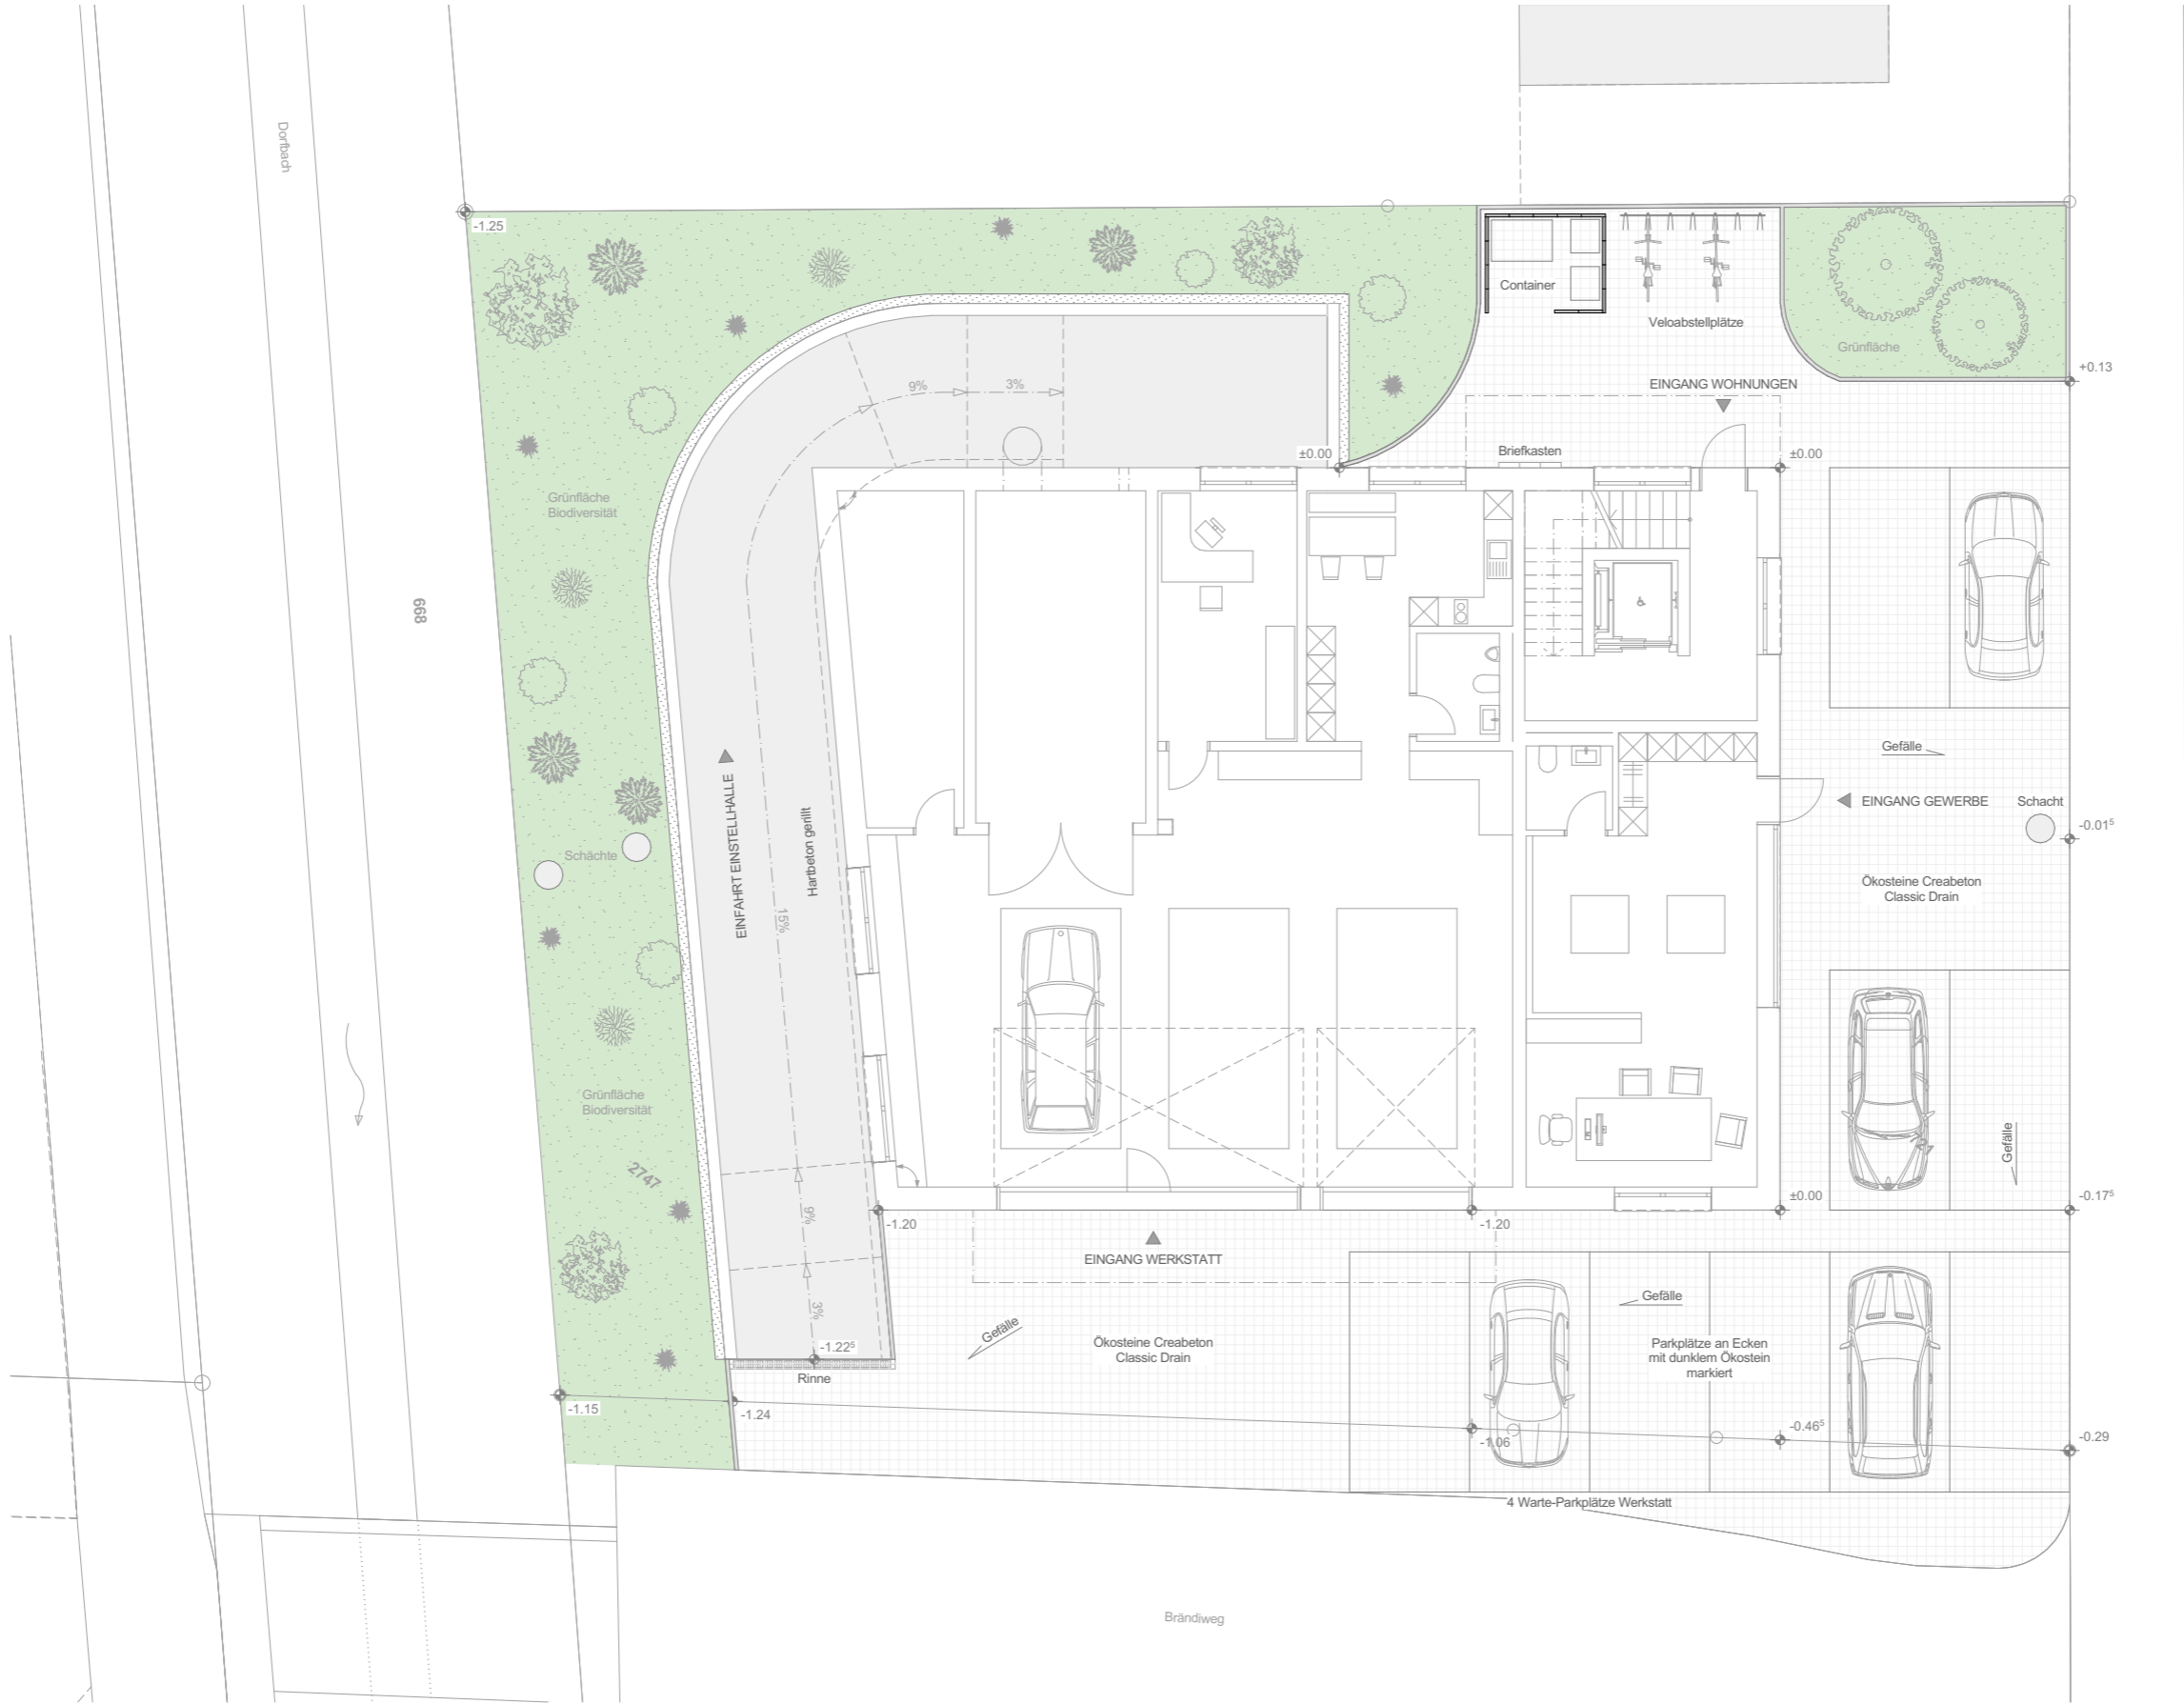 Dorfbach
-1.25
Container
Veloabstellplätze
Grünfläche
+0.13
9%
3%
EINGANG WOHNUNGEN
±0.00
Briefkasten
±0.00
Grünfläche
Biodiversität
668
EINFAHRT EINSTELLHALLE
Hartbeton gerillt
15%
Schächte
Gefälle
EINGANG GEWERBE
Schacht
-0.01⁵
Ökosteine Creabeton
Classic Drain
Grünfläche
Biodiversität
2747
Gefälle
9%
-1.20
-1.20
±0.00
-0.17⁵
EINGANG WERKSTATT
3%
Gefälle
Gefälle
-1.22⁵
Rinne
Ökosteine Creabeton
Classic Drain
Parkplätze an Ecken
mit dunklem Ökostein
markiert
-1.15
-1.24
-1.06
-0.46⁵
-0.29
4 Warte-Parkplätze Werkstatt
Brändiweg